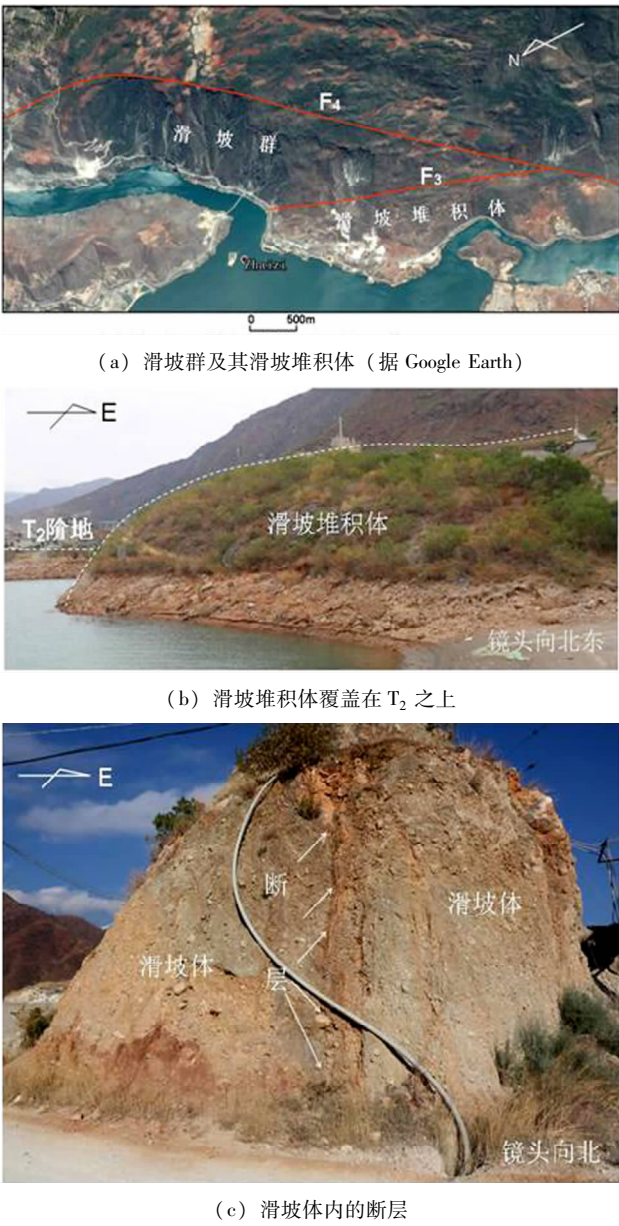 N
F₄
滑坡群
F₃
滑坡堆积体
Zhaizi
0 500m
(a) 滑坡群及其滑坡堆积体 (据 Google Earth)
E
T₂阶地
滑坡堆积体
镜头向北东
(b) 滑坡堆积体覆盖在 T₂ 之上
E
断层
滑坡体
滑坡体
镜头向北
(c) 滑坡体内的断层